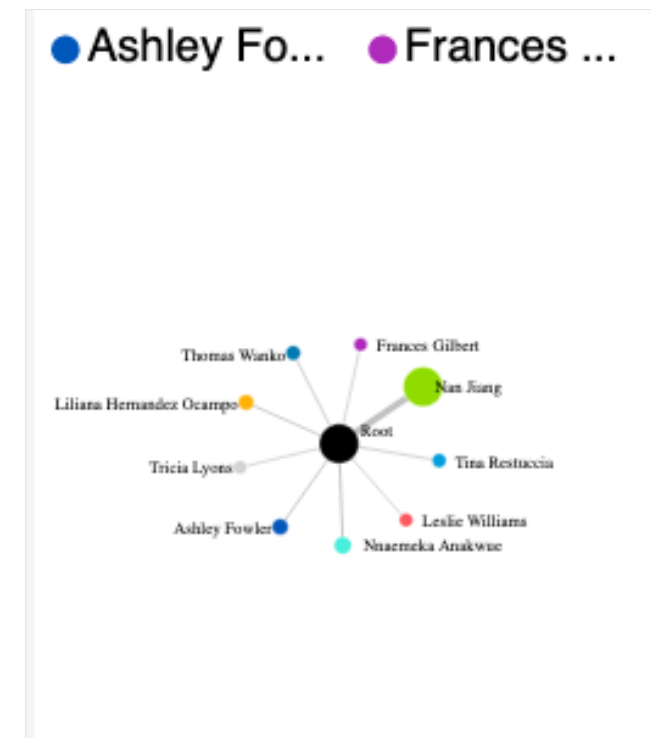 Ashley Fo...
Frances ...
Frances Gilbert
Thomas Wanko
Nan Jiang
Liliana Hernandez Ocampo
Root
Tina Restuccia
Tricia Lyons
Leslie Williams
Ashley Fowler
Nnaemeka Anakwue